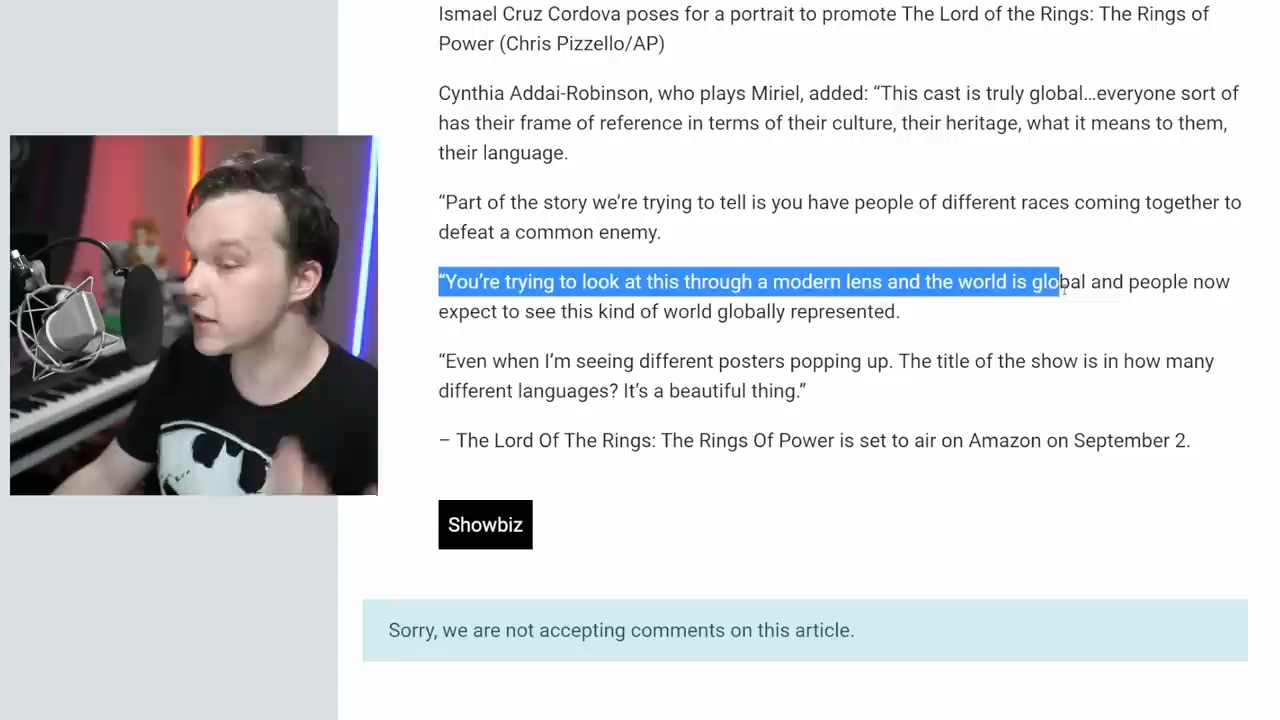 Ismael Cruz Cordova poses for a portrait to promote The Lord of the Rings: The Rings of
Power (Chris Pizzello/AP)
Cynthia Addai-Robinson, who plays Miriel, added: “This cast is truly global…everyone sort of
has their frame of reference in terms of their culture, their heritage, what it means to them,
their language.
“Part of the story we’re trying to tell is you have people of different races coming together to
defeat a common enemy.
“You’re trying to look at this through a modern lens and the world is global and people now
expect to see this kind of world globally represented.
“Even when I’m seeing different posters popping up. The title of the show is in how many
different languages? It’s a beautiful thing.”
– The Lord Of The Rings: The Rings Of Power is set to air on Amazon on September 2.
Showbiz
Sorry, we are not accepting comments on this article.